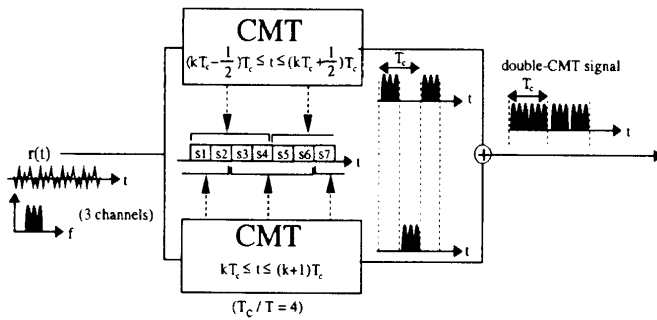 CMT
(kT_c - 1/2)T_c ≤ t ≤ (kT_c + 1/2)T_c
T_c
t
double-CMT signal
T_c
t
r(t)
t
s1 s2 s3 s4 s5 s6 s7
t
+
(3 channels)
f
CMT
kT_c ≤ t ≤ (k+1)T_c
t
(T_C / T = 4)